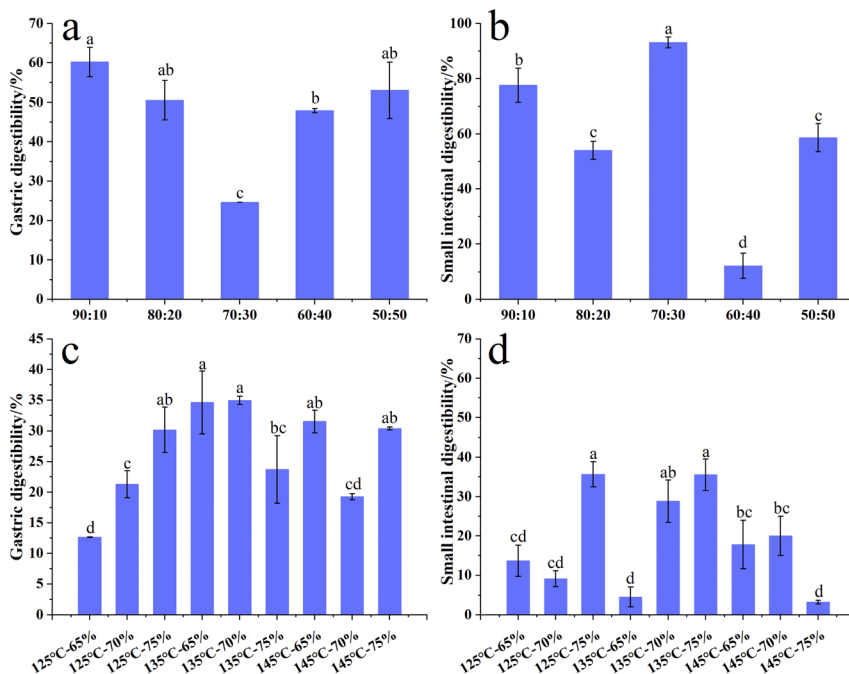 a
Gastric digestibility/%
70
60
50
40
30
20
10
0
a
ab
c
b
ab
90:10 80:20 70:30 60:40 50:50
b
Small intestinal digestibility/%
100
80
60
40
20
0
b
c
a
d
c
90:10 80:20 70:30 60:40 50:50
c
Gastric digestibility/%
45
40
35
30
25
20
15
10
5
0
d
c
ab
a
a
bc
ab
cd
ab
125°C-65%
125°C-70%
125°C-75%
135°C-65%
135°C-70%
135°C-75%
145°C-65%
145°C-70%
145°C-75%
d
Small intestinal digestibility/%
70
60
50
40
30
20
10
0
cd
cd
a
d
ab
a
bc
bc
d
125°C-65%
125°C-70%
125°C-75%
135°C-65%
135°C-70%
135°C-75%
145°C-65%
145°C-70%
145°C-75%